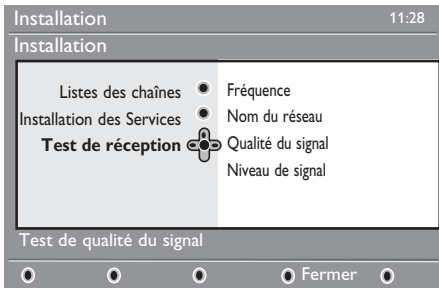 Installation 11:28
Installation
Listes des chaînes
Installation des Services
Test de réception
Fréquence
Nom du réseau
Qualité du signal
Niveau de signal
Test de qualité du signal
Fermer